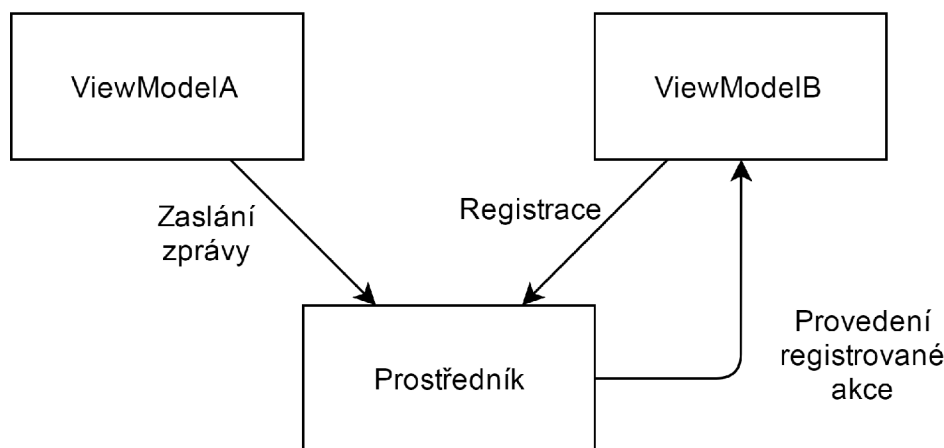 ViewModelA
ViewModelB
Zaslání
zprávy
Registrace
Prostředník
Provedení
registrované
akce